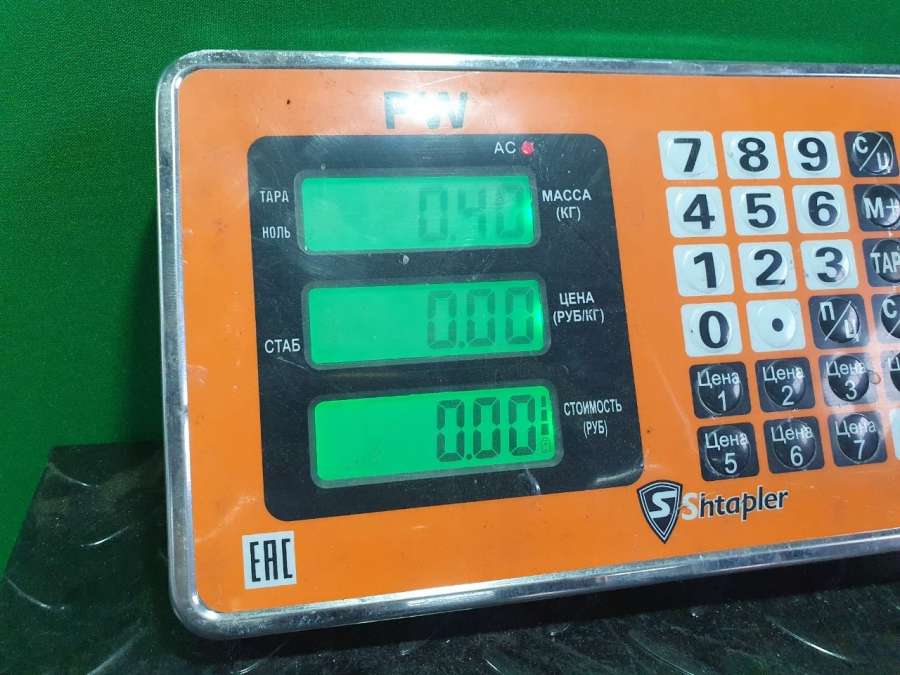 PW
AC
ТАРА
НОЛЬ
0.40
МАССА
(КГ)
СТАБ
0.00
ЦЕНА
(РУБ/КГ)
0.00
СТОИМОСТЬ
(РУБ)
7 8 9 С/Ц
4 5 6 М+
1 2 3
0 . П/Ц
Цена 1 Цена 2 Цена 3
Цена 5 Цена 6 Цена 7
S Shtapler
EAC